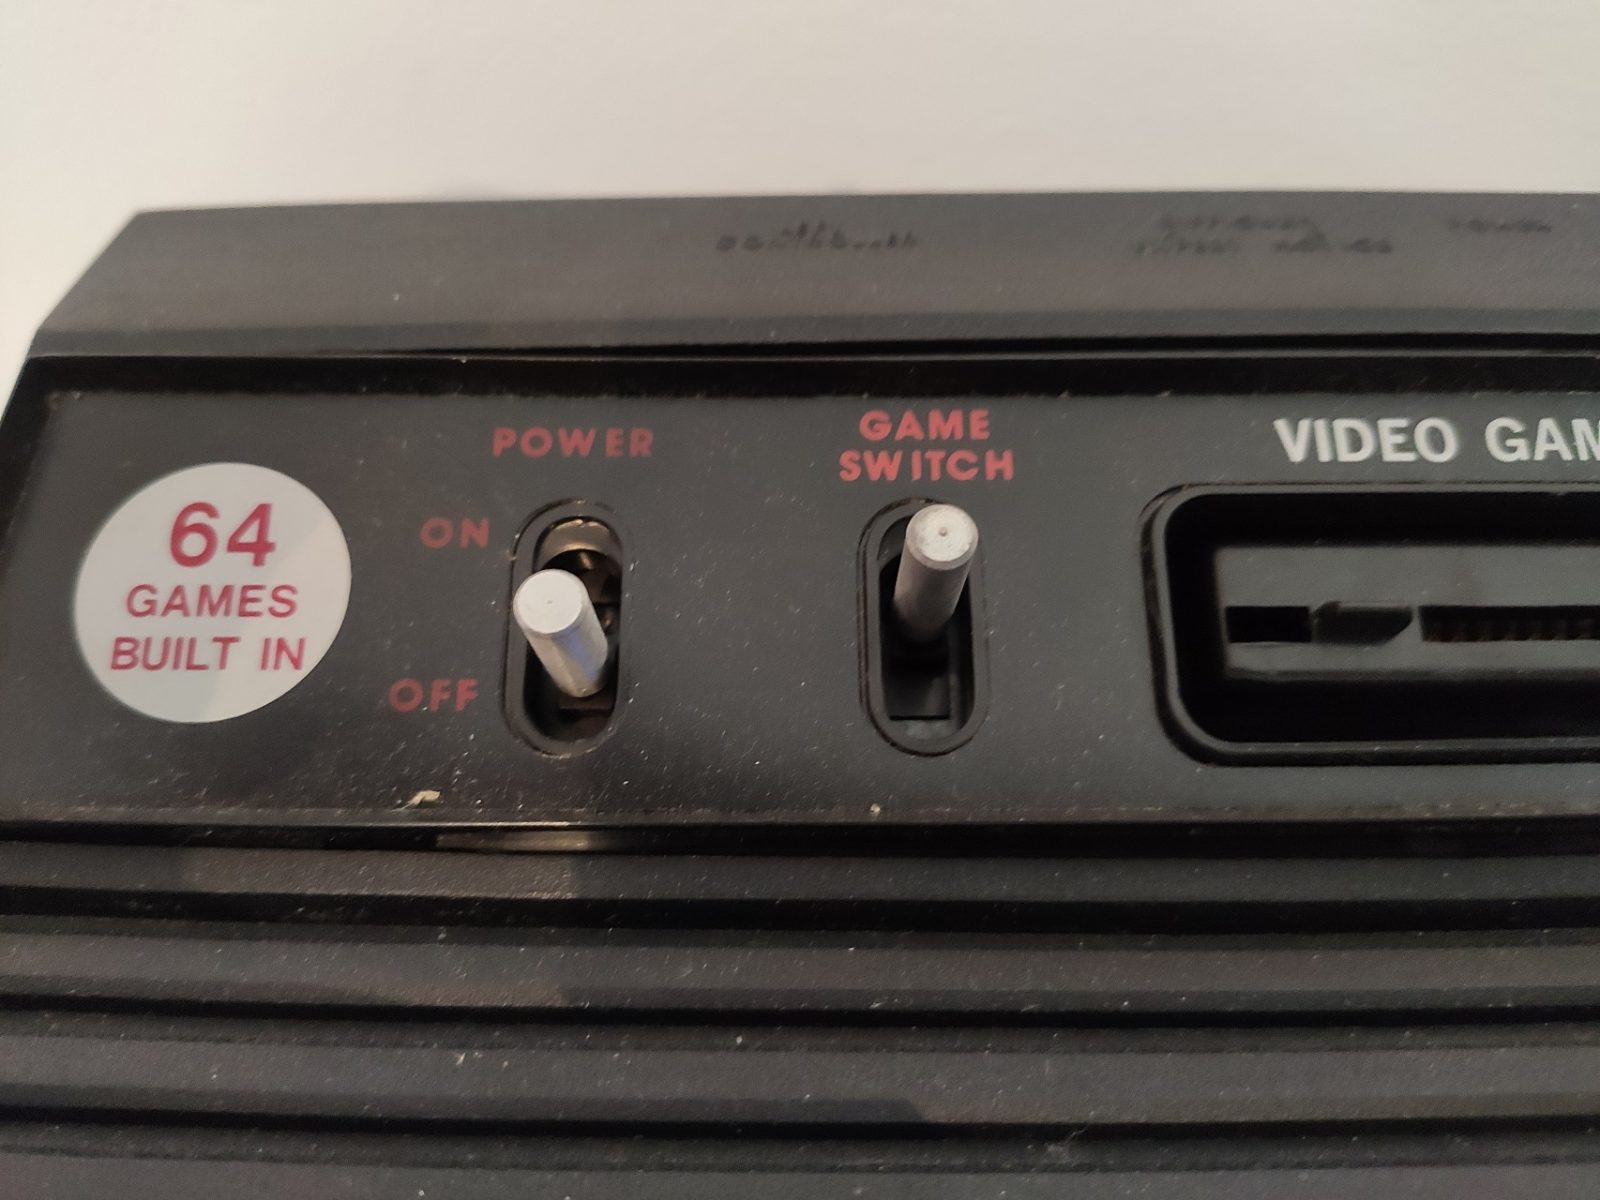 POWER
GAME
SWITCH
VIDEO GAM
ON
OFF
64
GAMES
BUILT IN